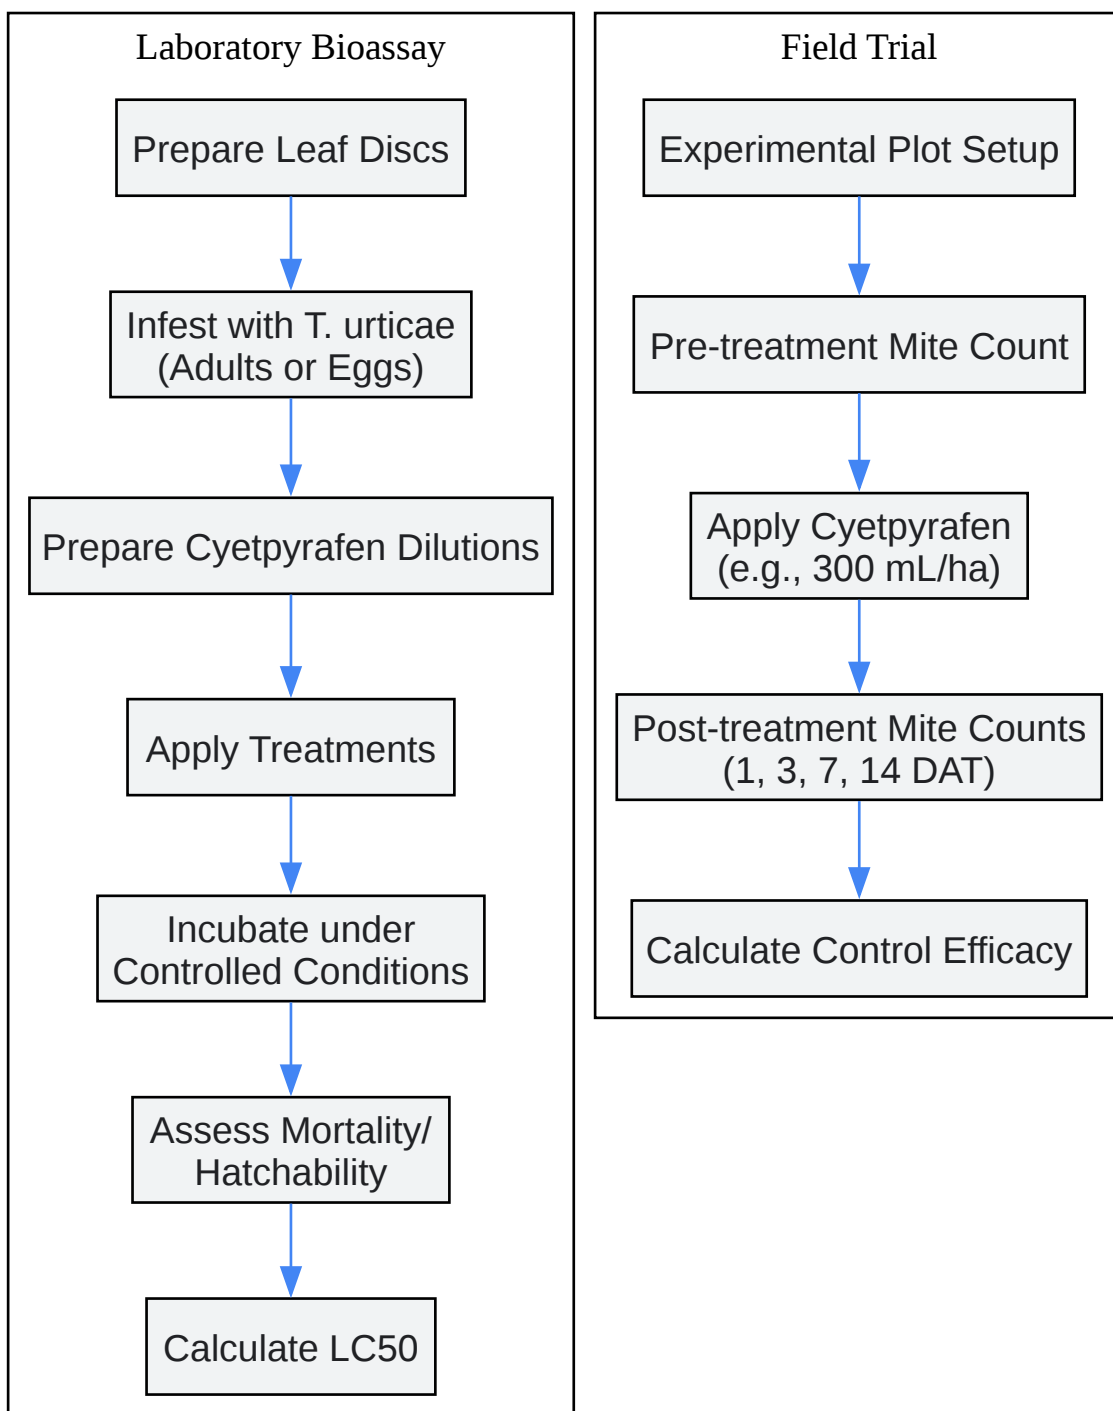 Laboratory Bioassay
Prepare Leaf Discs
Infest with T. urticae
(Adults or Eggs)
Prepare Cyetpyrafen Dilutions
Apply Treatments
Incubate under
Controlled Conditions
Assess Mortality/
Hatchability
Calculate LC50
Field Trial
Experimental Plot Setup
Pre-treatment Mite Count
Apply Cyetpyrafen
(e.g., 300 mL/ha)
Post-treatment Mite Counts
(1, 3, 7, 14 DAT)
Calculate Control Efficacy